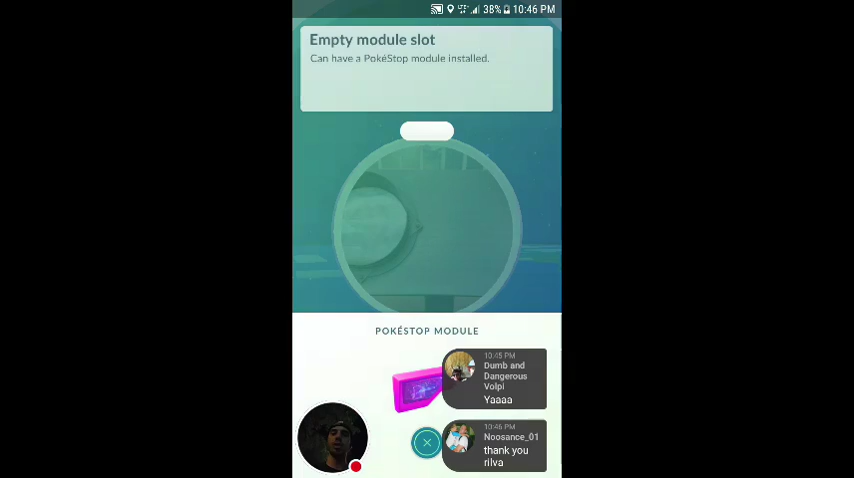 38% 10:46 PM
Empty module slot
Can have a PokéStop module installed.
POKÉSTOP MODULE
10:45 PM
Dumb and
Dangerous
Volpi
Yaaaa
10:46 PM
Noosance_01
thank you
rilva